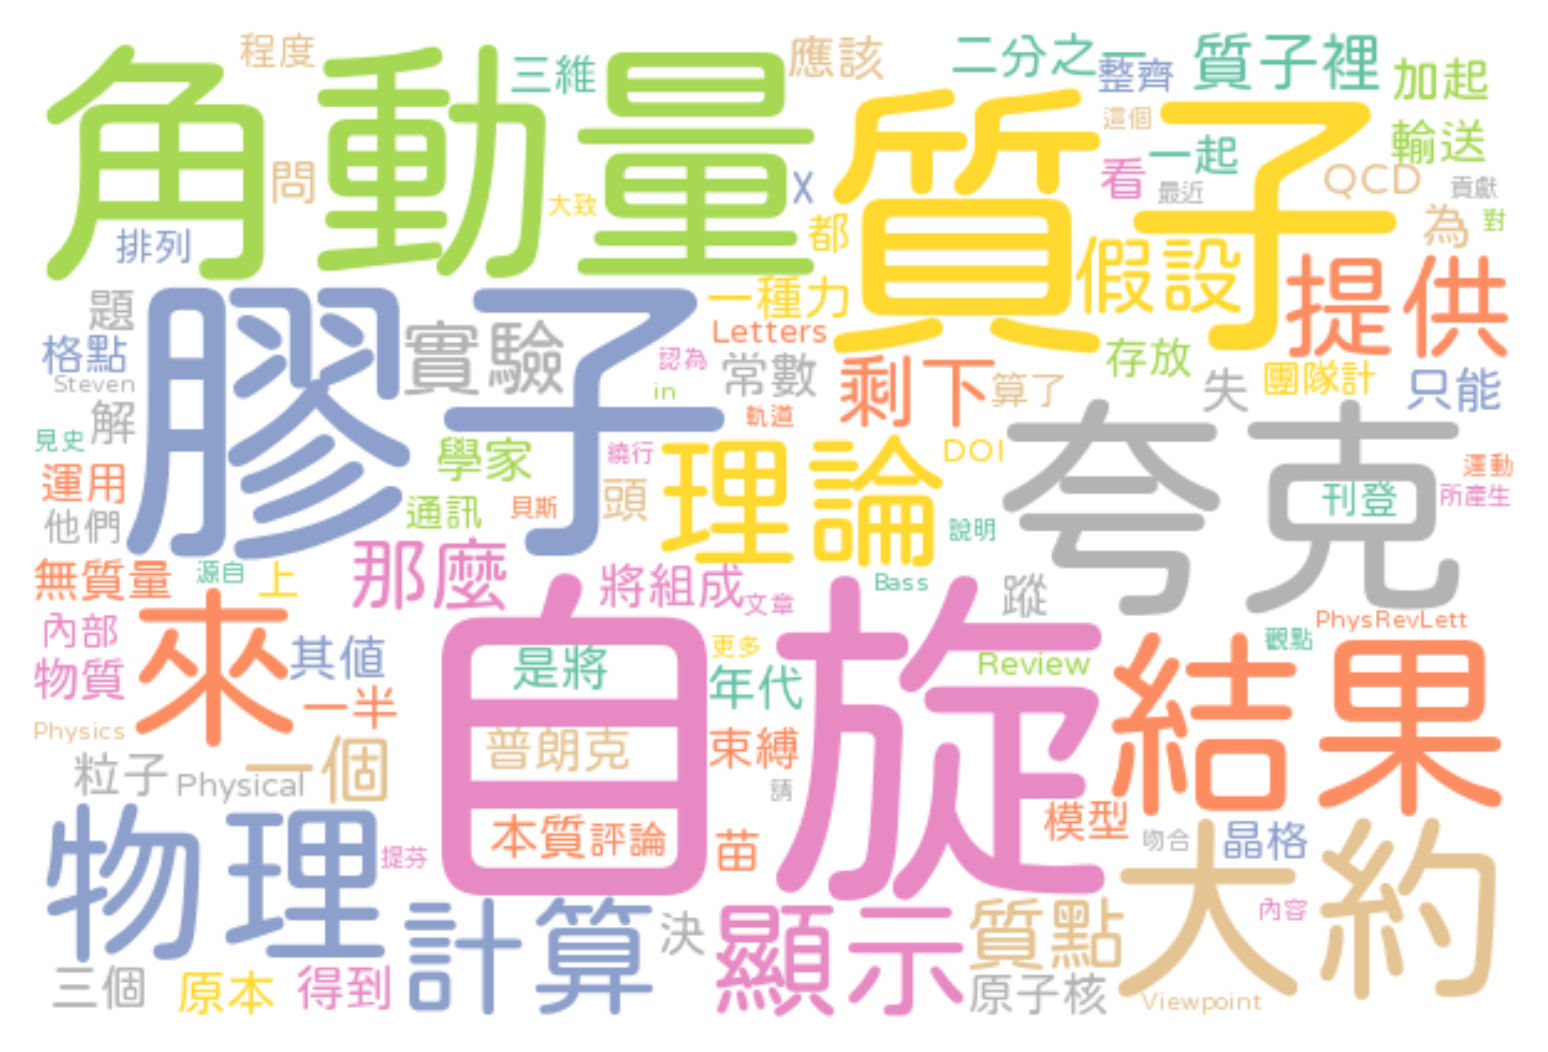 程度
角動量
三維
應該
二分之一
整齊
質子裡
加起
問
大致
X
質子
這個
看
一起
最近
輸送
QCD
貢獻
排列
都
假設
為
對
題
膠子
實驗
一種力
Letters
提供
格點
Steven
認為
in
常數
剩下
算了
存放
失
團隊計
只能
解
見史
軌道
學家
繞行
理論
DOI
夸克
運動
運用
他們
通訊
貝斯
頭
說明
刊登
所產生
無質量
源自
上
那麼
將組成
文章
Bass
蹤
PhysRevLett
內部
來
其值
自旋
是將
更多
年代
Review
結果
觀點
物質
一半
Physics
普朗克
束縛
粒子
Physical
一個
請
本質
評論
苗
模型
吻合
晶格
物理
提芬
大約
計算
決
顯示
質點
內容
三個
原本
得到
原子核
Viewpoint